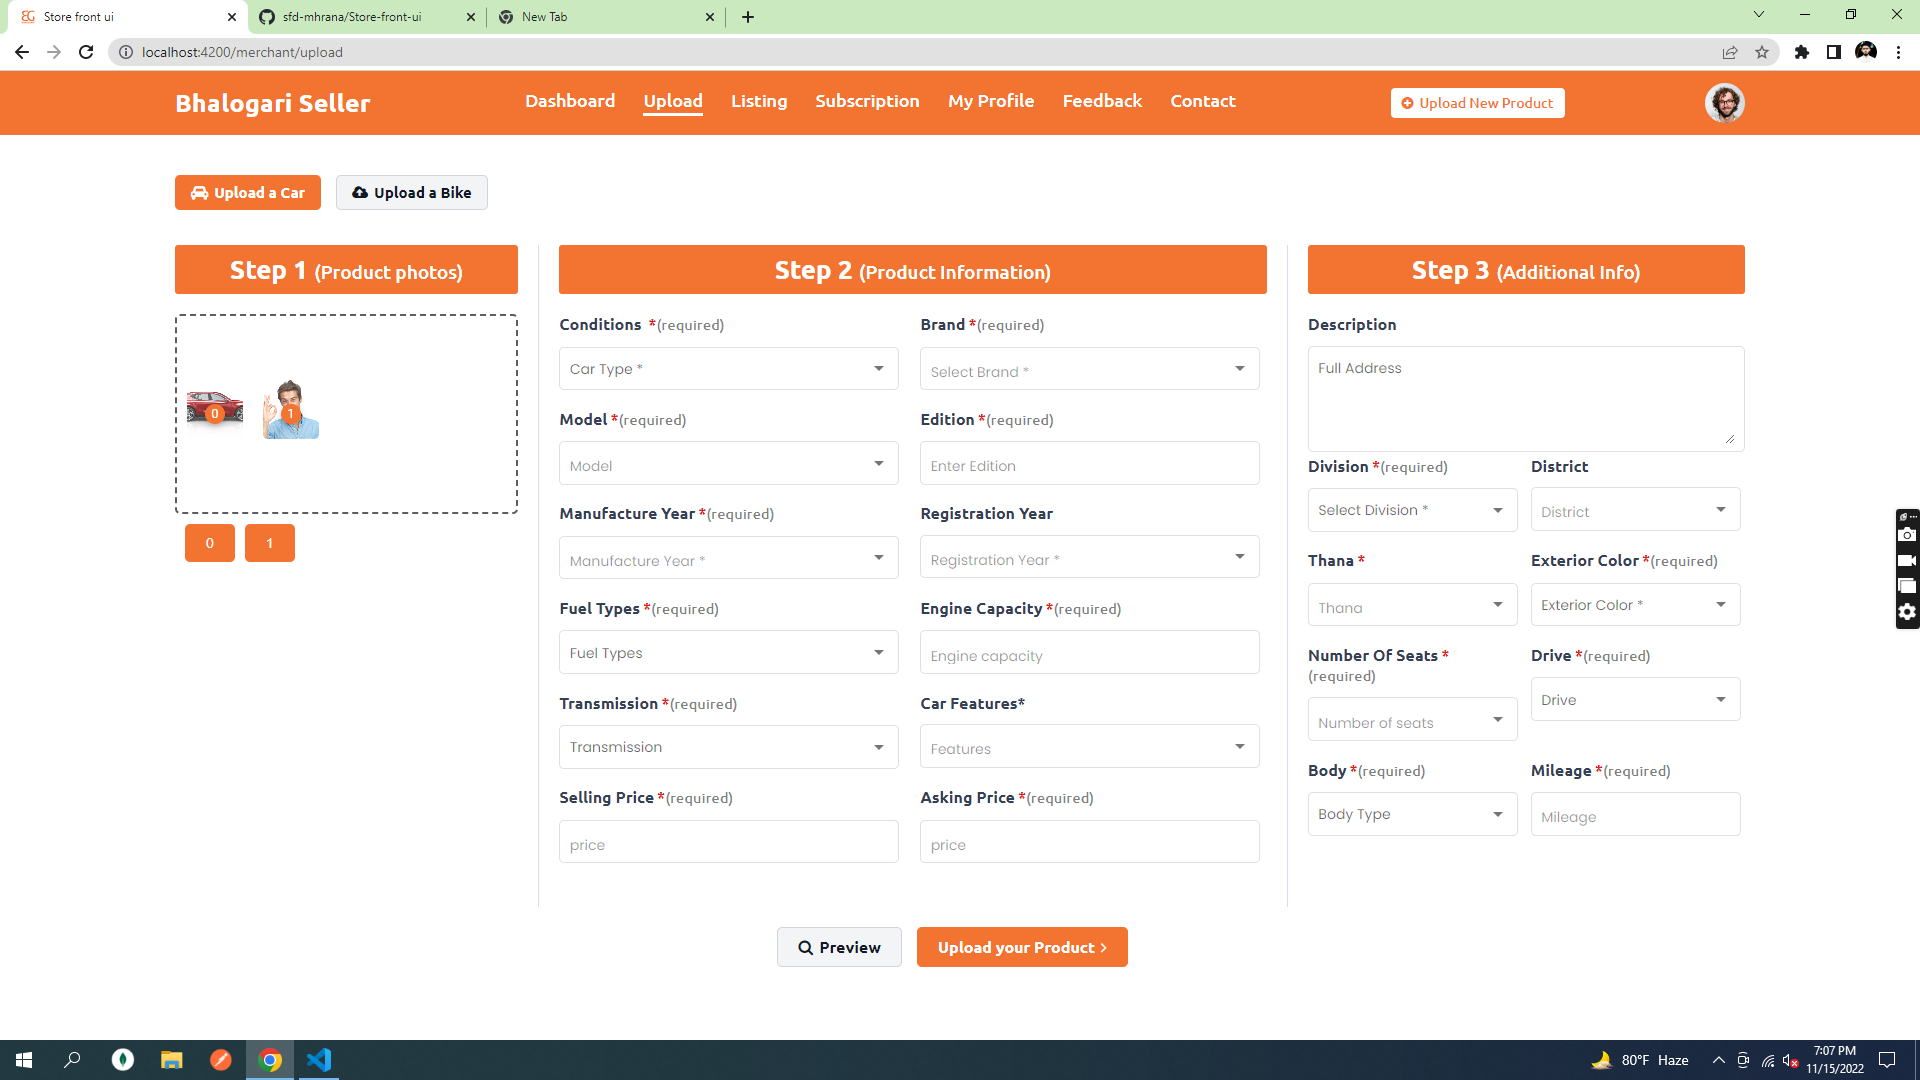 Store front ui
sfd-mhrana/Store-front-ui
New Tab
localhost:4200/merchant/upload
Bhalogari Seller
Dashboard
Upload
Listing
Subscription
My Profile
Feedback
Contact
Upload New Product
Upload a Car
Upload a Bike
Step 1 (Product photos)
0
1
0
1
Step 2 (Product Information)
Conditions *(required)
Car Type *
Brand *(required)
Select Brand *
Model *(required)
Model
Edition *(required)
Enter Edition
Manufacture Year *(required)
Manufacture Year *
Registration Year
Registration Year *
Fuel Types *(required)
Fuel Types
Engine Capacity *(required)
Engine capacity
Transmission *(required)
Transmission
Car Features*
Features
Selling Price *(required)
price
Asking Price *(required)
price
Step 3 (Additional Info)
Description
Full Address
Division *(required)
Select Division *
District
District
Thana *
Thana
Exterior Color *(required)
Exterior Color *
Number Of Seats *
(required)
Number of seats
Drive *(required)
Drive
Body *(required)
Body Type
Mileage *(required)
Mileage
Preview
Upload your Product
80°F Haze
7:07 PM
11/15/2022